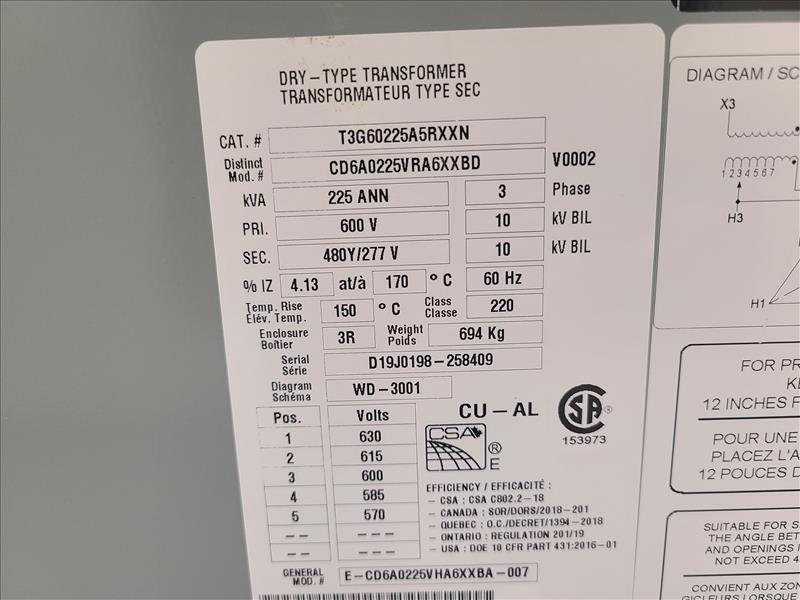 DRY-TYPE TRANSFORMER
TRANSFORMATEUR TYPE SEC
CAT. # T3G60225A5RXXN
Distinct Mod. # CD6A0225VRA6XXBD V0002
kVA 225 ANN 3 Phase
PRI. 600 V 10 kV BIL
SEC. 480Y/277 V 10 kV BIL
% IZ 4.13 at/à 170 °C 60 Hz
Temp. Rise 150 °C Class 220
Élév. Temp. Classe
Enclosure 3R Weight 694 Kg
Boîtier Poids
Serial D19J0198-258409
Série
Diagram WD-3001
Schéma
Pos. Volts
1 630
2 615
3 600
4 585
5 570
-- --
-- --
CU-AL
CSA
®
E
SA ®
153973
EFFICIENCY / EFFICACITÉ :
- CSA : CSA C802.2-18
- CANADA : SOR/DORS/2018-201
- QUEBEC : O.C./DECRET/1394-2018
- ONTARIO : REGULATION 201/19
- USA : DOE 10 CFR PART 431:2016-01
GENERAL MOD. # E-CD6A0225VHA6XXBA-007
DIAGRAM / SC
X3
1 2 3 4 5 6 7
H3
H1
FOR PR
KE
12 INCHES F
POUR UNE
PLACEZ L'A
12 POUCES D
SUITABLE FOR S
THE ANGLE BET
AND OPENINGS I
NOT EXCEED 4
CONVIENT AUX ZON
GICLEURS LORSQUE